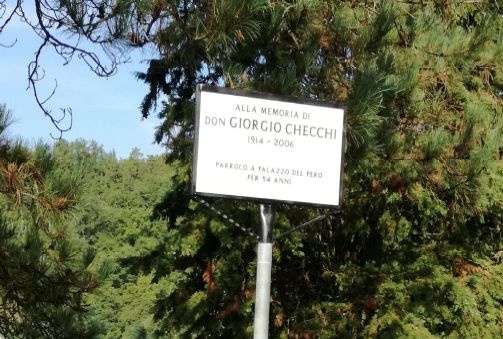 ALLA MEMORIA DI
DON GIORGIO CHECCHI
1914 - 2006
PARROCO A PALAZZO DEL PERO
PER 54 ANNI